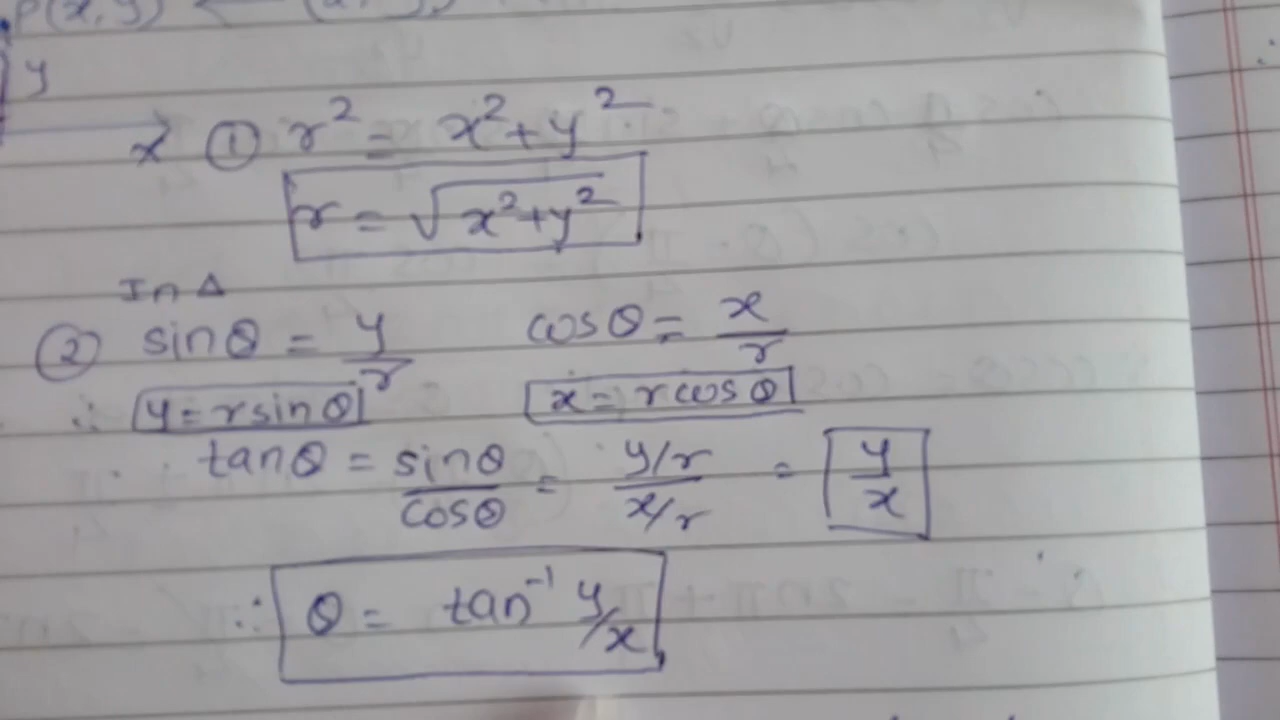 P(x, y)
y
x ① r² = x² + y²
r = √x²+y²
In Δ
② sinθ = y/r cosθ = x/r
∴ y = r sinθ x = r cosθ
tanθ = sinθ/cosθ = y/r / x/r = y/x
∴ θ = tan⁻¹ y/x